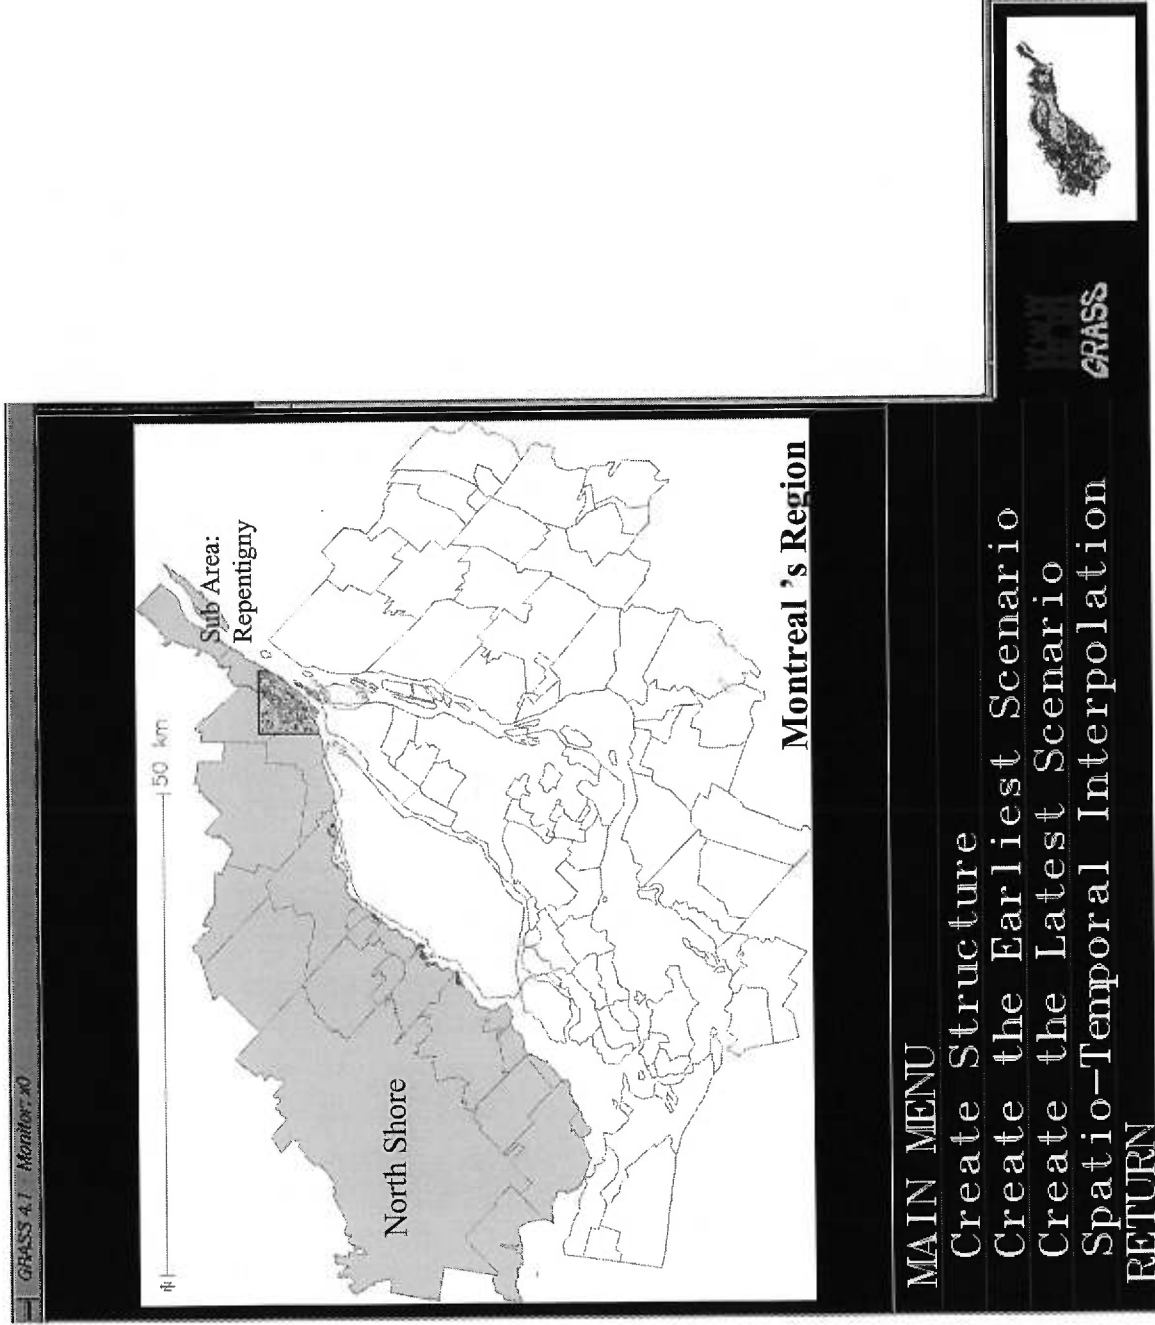 GRASS 4.1 Monitor: x0
50 km
Sub Area:
Repentigny
North Shore
Montreal 's Region
MAIN MENU
Create Structure
Create the Earliest Scenario
Create the Latest Scenario
Spatio-Temporal Interpolation
RETURN
GRASS